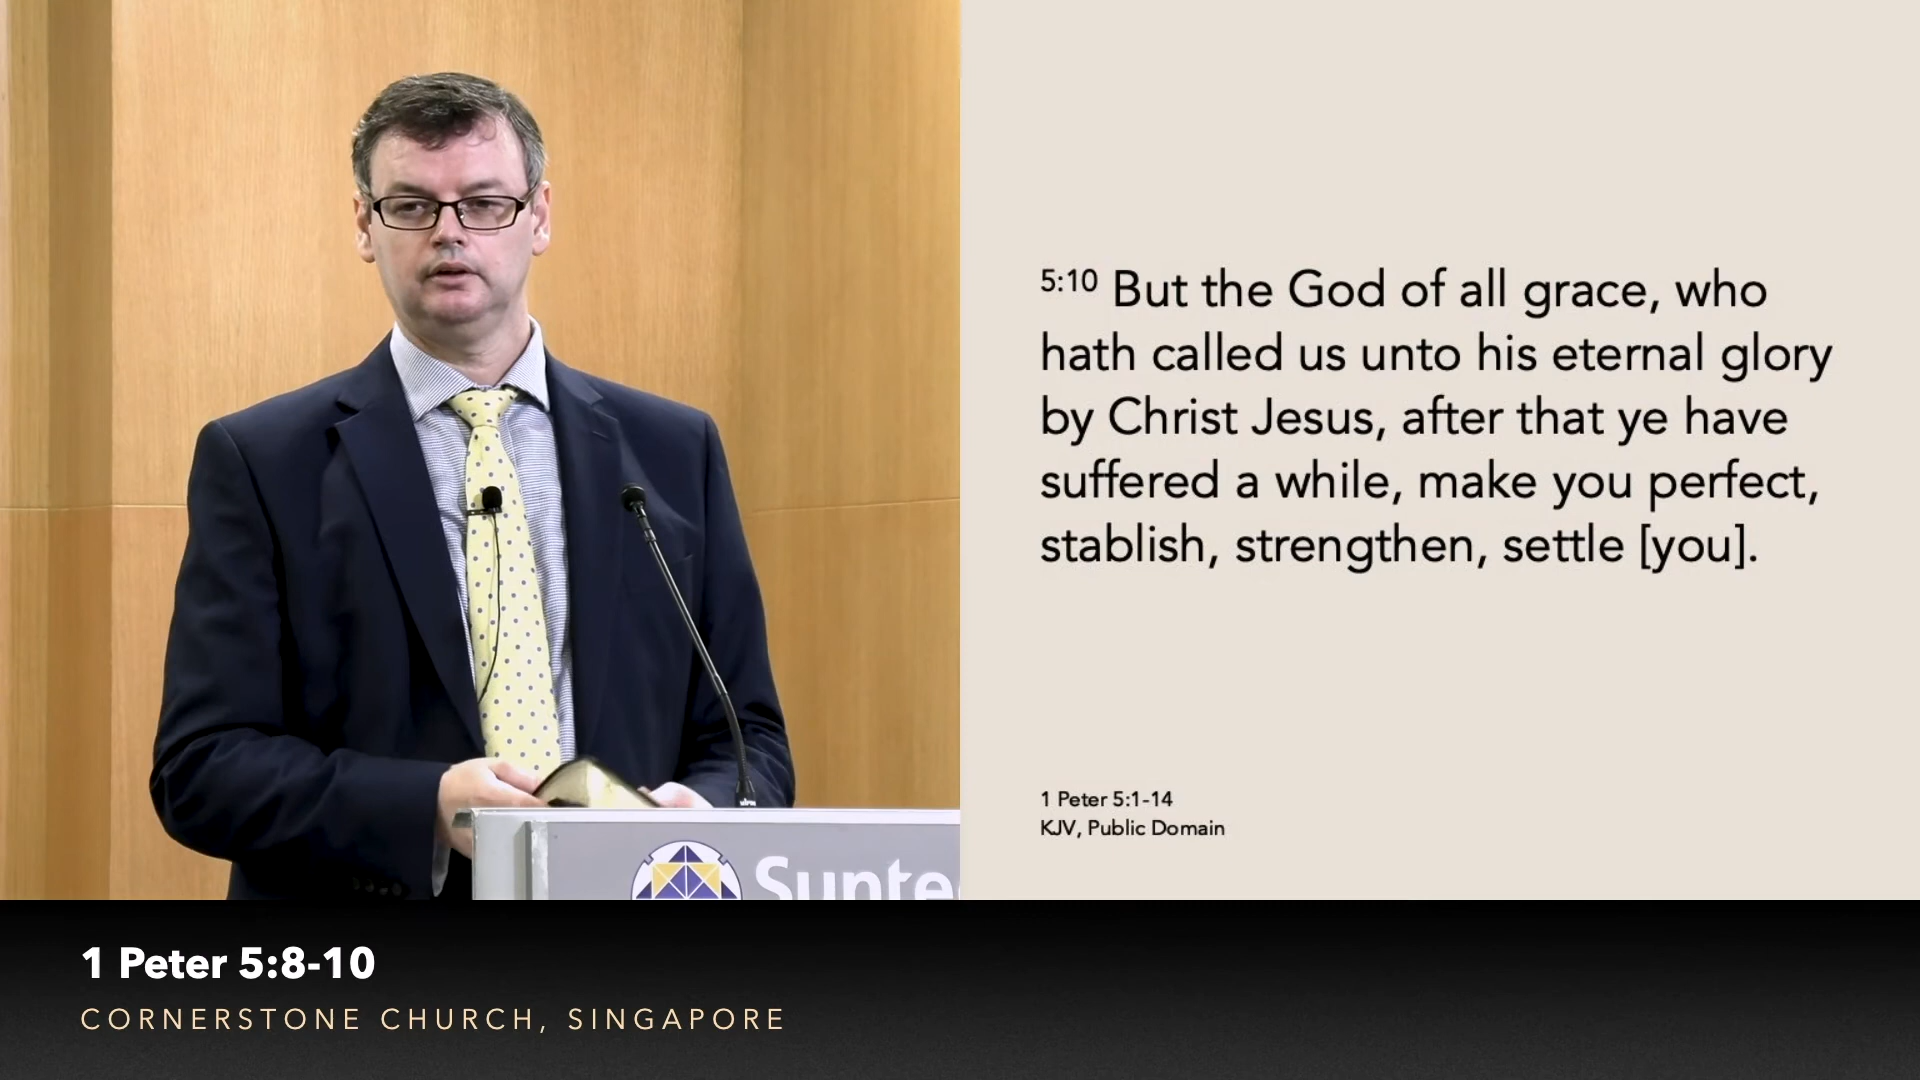 5:10 But the God of all grace, who
hath called us unto his eternal glory
by Christ Jesus, after that ye have
suffered a while, make you perfect,
stablish, strengthen, settle [you].
1 Peter 5:1-14
KJV, Public Domain
Suntec
1 Peter 5:8-10
CORNERSTONE CHURCH, SINGAPORE